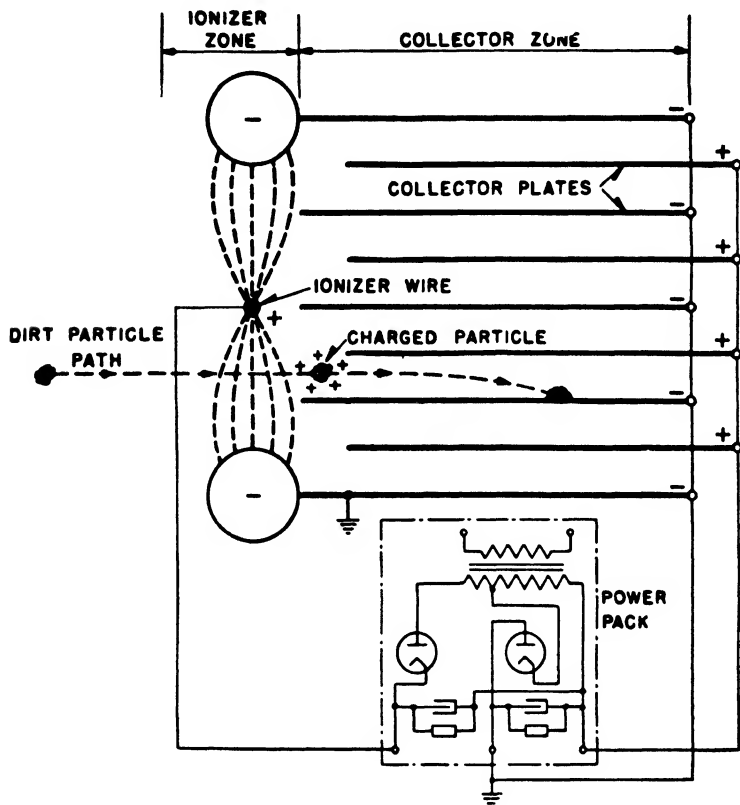 IONIZER
ZONE
COLLECTOR ZONE
-
-
+
COLLECTOR PLATES
-
+
IONIZER WIRE
-
+
DIRT PARTICLE
PATH
CHARGED PARTICLE
+
+ + + + + +
-
+
-
-
POWER
PACK